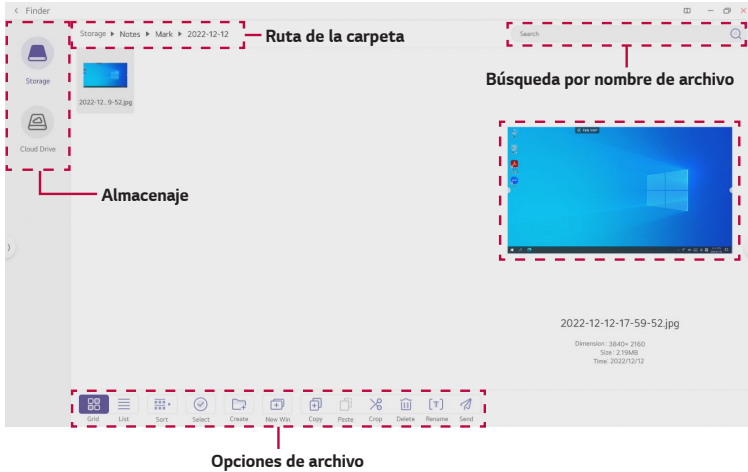 < Finder
Storage ▸ Notes ▸ Mark ▸ 2022-12-12
Ruta de la carpeta
Search
Búsqueda por nombre de archivo
Storage
2022-12...9-52.jpg
Cloud Drive
Almacenaje
2022-12-12-17-59-52.jpg
Dimension: 3840× 2160
Size: 2.19MB
Time: 2022/12/12
Grid List Sort Select Create New Win Copy Paste Crop Delete Rename Send
Opciones de archivo